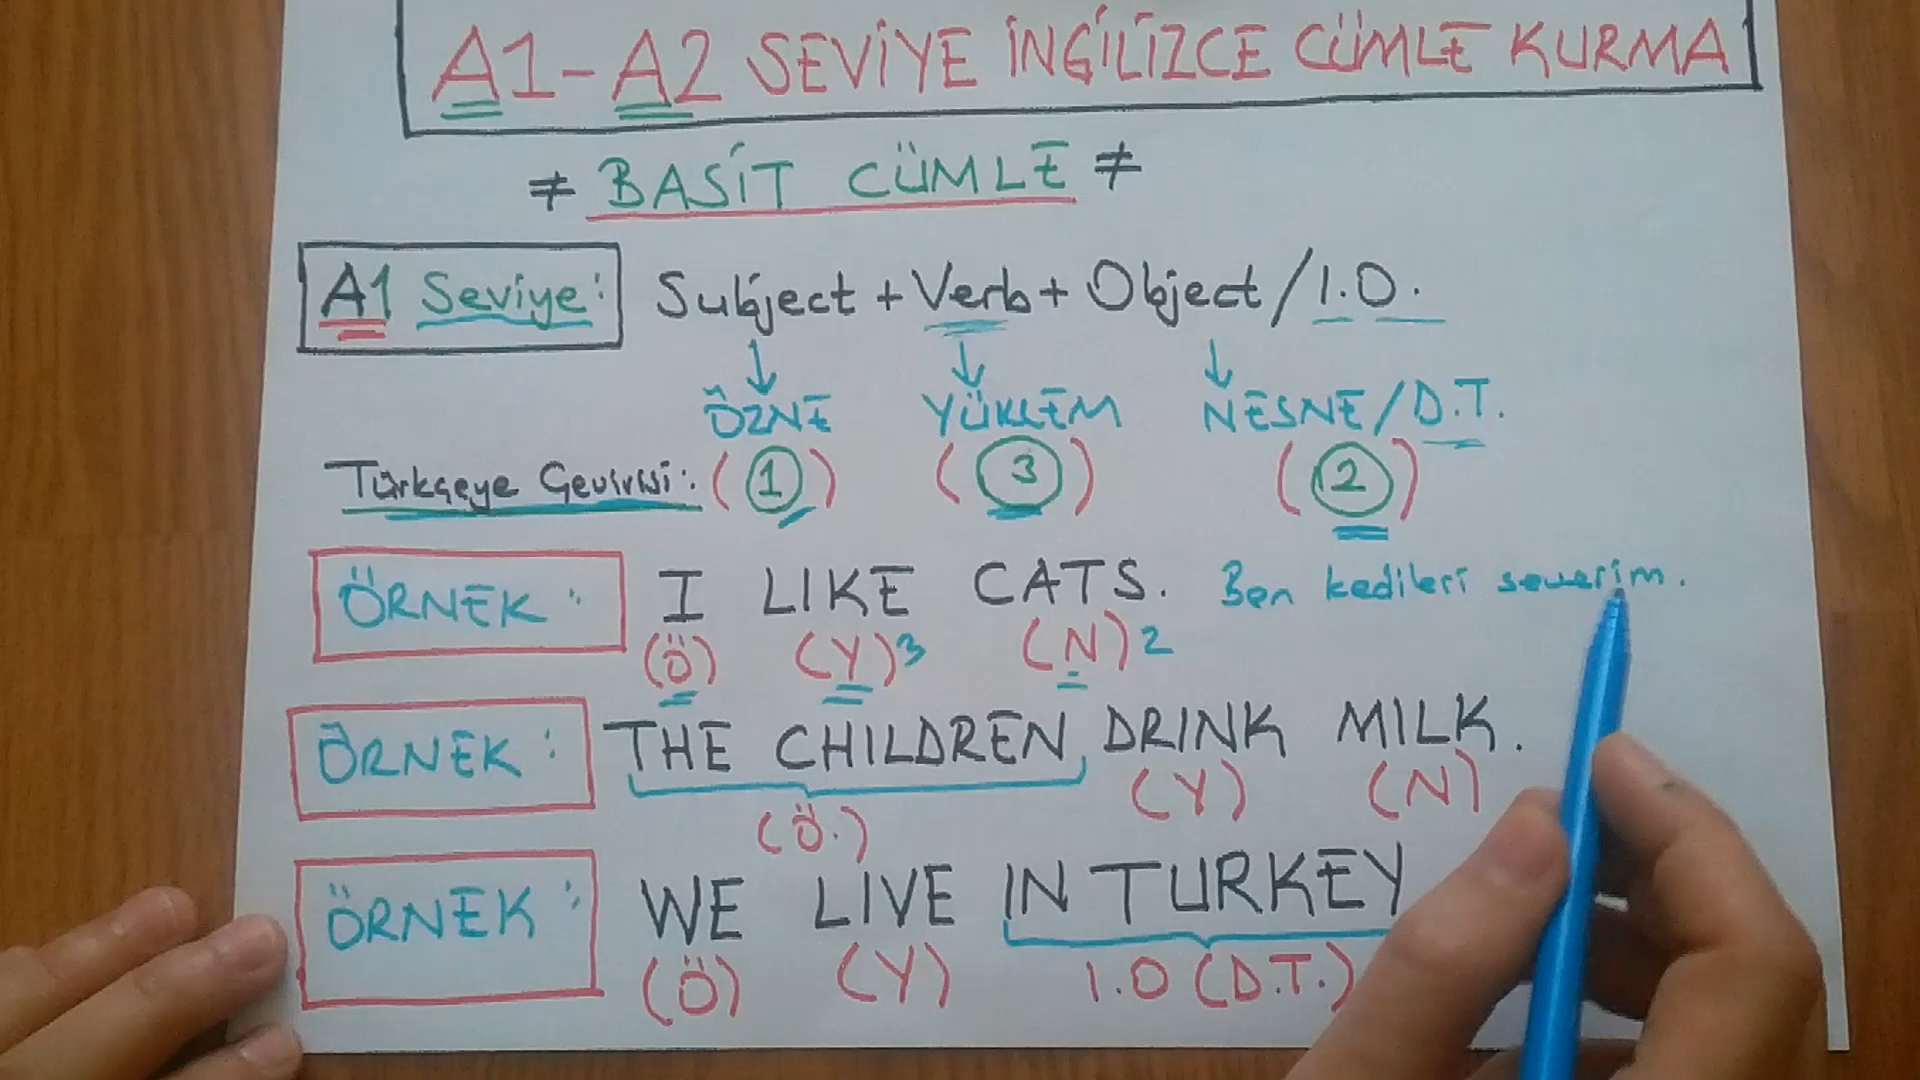 A1-A2 SEVİYE İNGİLİZCE CÜMLE KURMA
≠ BASİT CÜMLE ≠
A1 Seviye: Subject + Verb + Object / I.O.
ÖZNE YÜKLEM NESNE / D.T.
Türkçeye Çevirisi: (1) (3) (2)
ÖRNEK: I LIKE CATS. Ben kedileri severim.
(Ö) (Y) 3 (N) 2
ÖRNEK: THE CHILDREN DRINK MILK.
(Ö.) (Y) (N)
ÖRNEK: WE LIVE IN TURKEY
(Ö) (Y) I.O (D.T.)